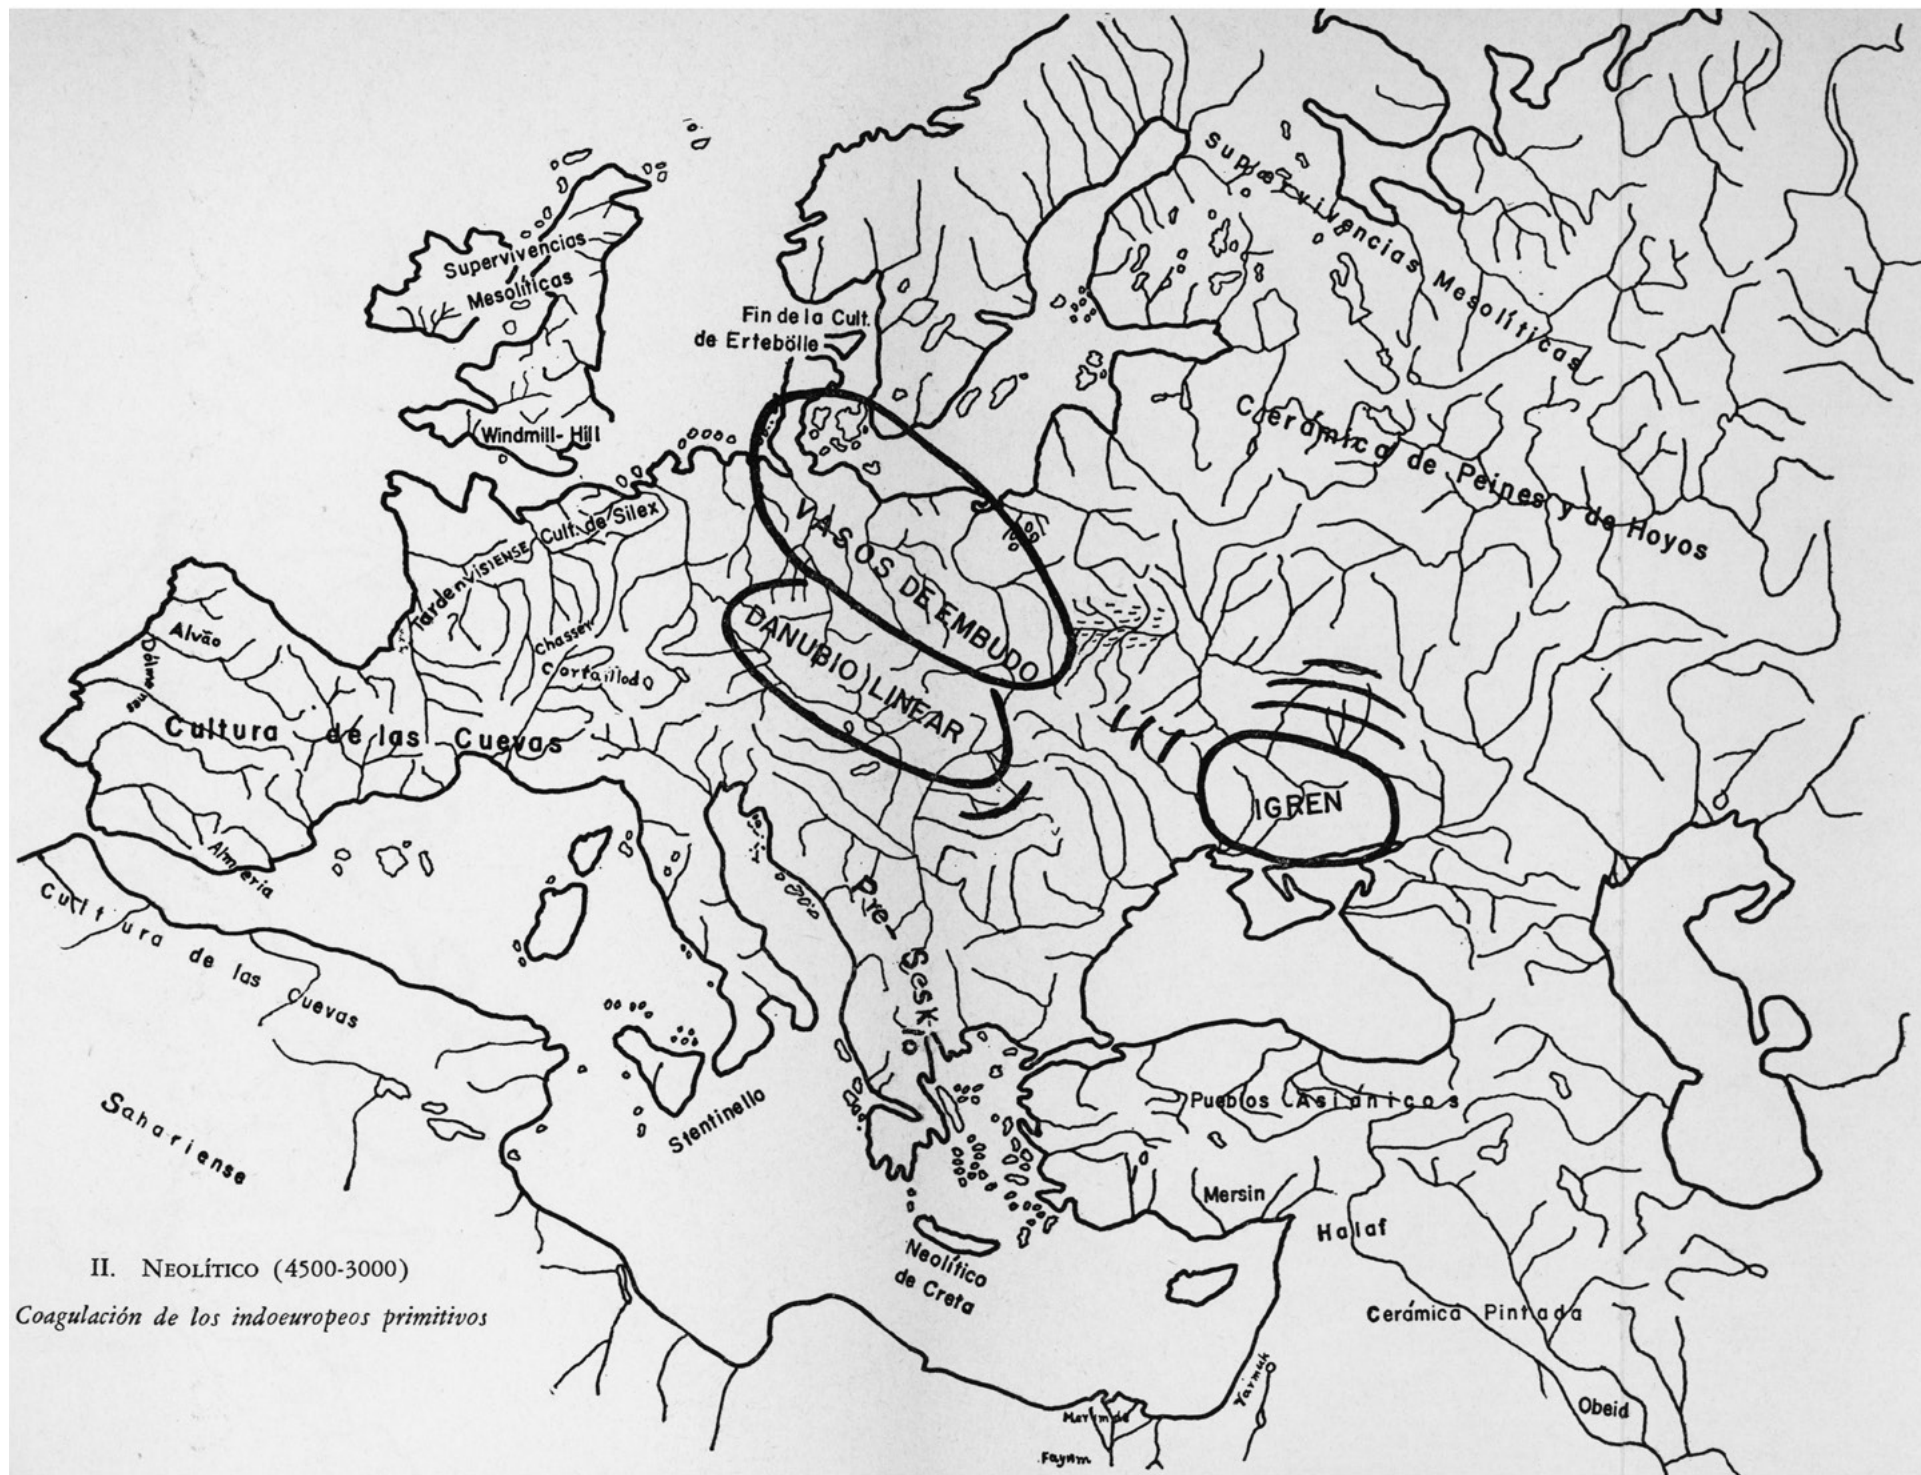 Supervivencias
Mesolíticas
Supervivencias Mesolíticas
Fin de la Cult.
de Ertebölle
Windmill-Hill
Cerámica de Peines y de Hoyos
VASOS DE EMBUDO
Cult. de Silex
TardenVISIENSE
DANUBIO) LINEAR
Alvão
Dólmenes
Chassey
Cortaillod
Cultura de las Cuevas
IGREN
Almería
Cultura de las Cuevas
Pre-Sesklo
Sahariense
Stentinello
Pueblos Asiánicos
Mersin
Halaf
Neolítico
de Creta
II. NEOLÍTICO (4500-3000)
Coagulación de los indoeuropeos primitivos
Cerámica Pintada
Yarmuk
Obeid
Merimde
Fayum